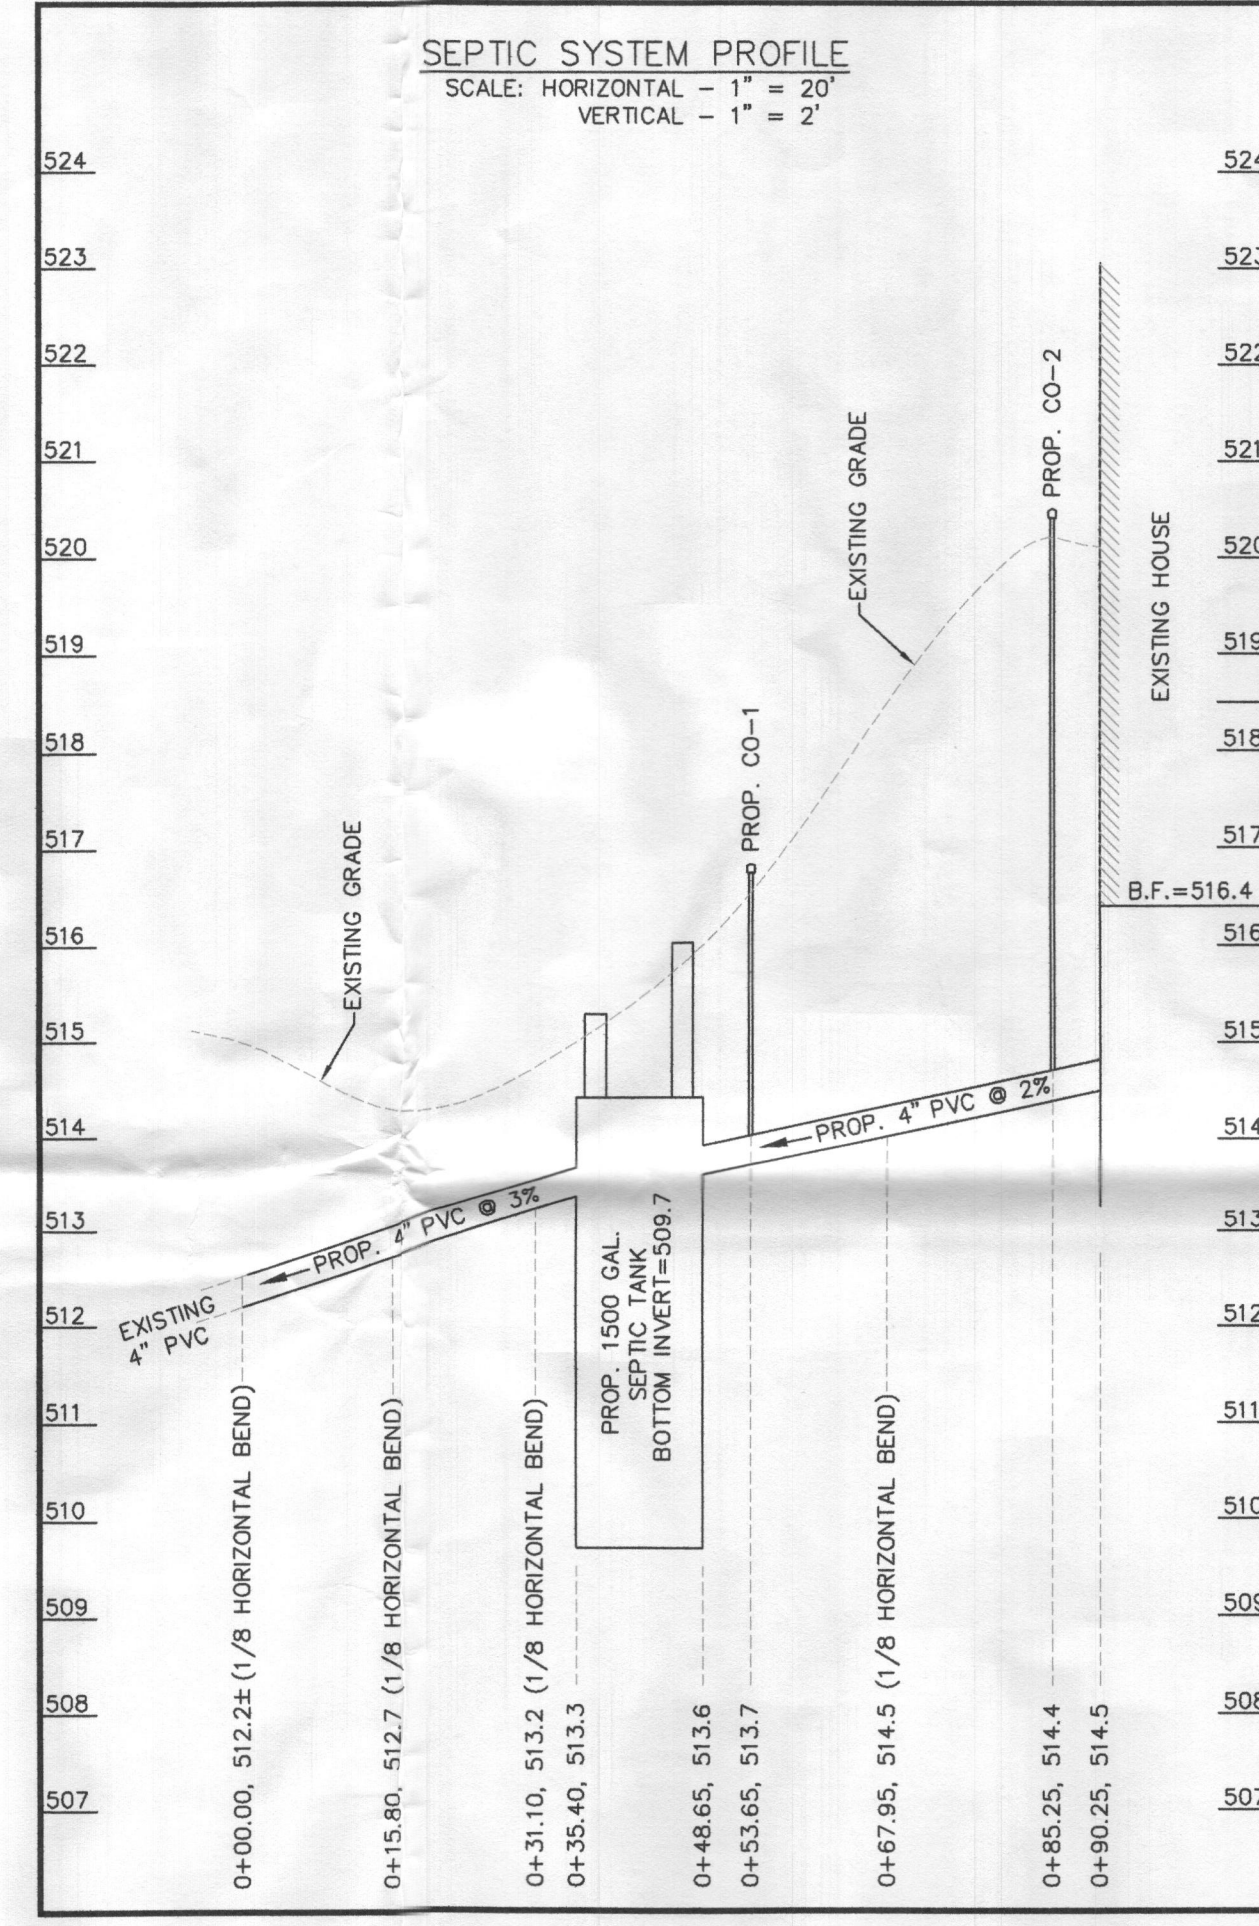 SEPTIC SYSTEM PROFILE
SCALE: HORIZONTAL – 1" = 20'
VERTICAL – 1" = 2'
524
523
522
521
520
519
518
517
516
515
514
513
512
511
510
509
508
507
EXISTING GRADE
EXISTING GRADE
PROP. CO-1
PROP. CO-2
EXISTING HOUSE
B.F.=516.4
PROP. 4" PVC @ 2%
PROP. 4" PVC @ 3%
EXISTING
4" PVC
PROP. 1500 GAL.
SEPTIC TANK
BOTTOM INVERT=509.7
0+00.00, 512.2± (1/8 HORIZONTAL BEND)
0+15.80, 512.7 (1/8 HORIZONTAL BEND)
0+31.10, 513.2 (1/8 HORIZONTAL BEND)
0+35.40, 513.3
0+48.65, 513.6
0+53.65, 513.7
0+67.95, 514.5 (1/8 HORIZONTAL BEND)
0+85.25, 514.4
0+90.25, 514.5
511